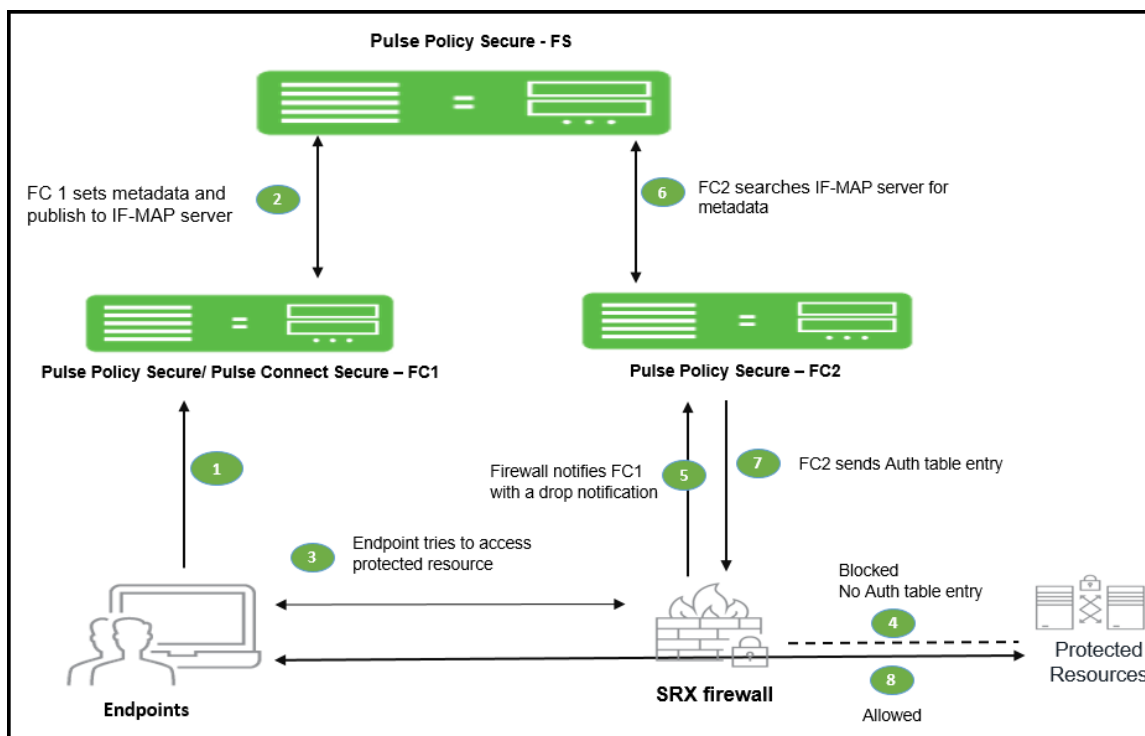 Pulse Policy Secure - FS
FC 1 sets metadata and
publish to IF-MAP server
2
6
FC2 searches IF-MAP server for
metadata
Pulse Policy Secure/ Pulse Connect Secure – FC1
Pulse Policy Secure – FC2
1
Firewall notifies FC1
with a drop notification
5
7
FC2 sends Auth table entry
3
Endpoint tries to access
protected resource
Blocked
No Auth table entry
4
Protected
Resources
8
Allowed
SRX firewall
Endpoints